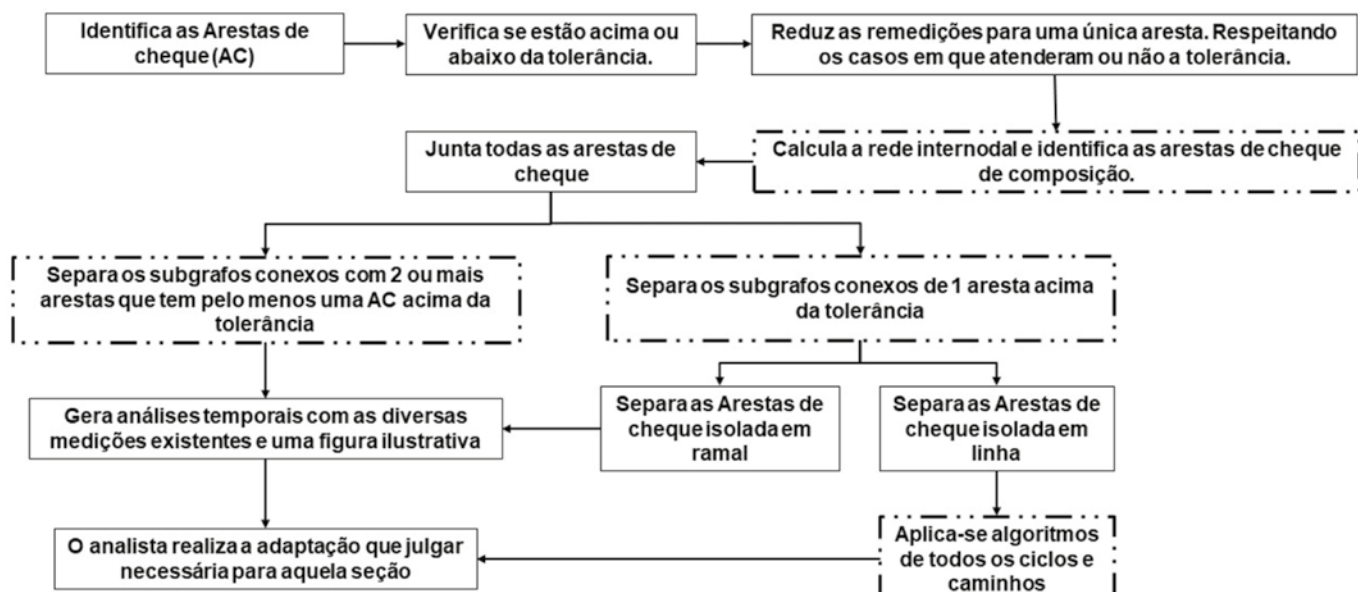 Identifica as Arestas de
cheque (AC)
Verifica se estão acima ou
abaixo da tolerância.
Reduz as remedições para uma única aresta. Respeitando
os casos em que atenderam ou não a tolerância.
Calcula a rede internodal e identifica as arestas de cheque
de composição.
Junta todas as arestas de
cheque
Separa os subgrafos conexos com 2 ou mais
arestas que tem pelo menos uma AC acima da
tolerância
Separa os subgrafos conexos de 1 aresta acima
da tolerância
Gera análises temporais com as diversas
medições existentes e uma figura ilustrativa
Separa as Arestas de
cheque isolada em
ramal
Separa as Arestas de
cheque isolada em
linha
O analista realiza a adaptação que julgar
necessária para aquela seção
Aplica-se algoritmos
de todos os ciclos e
caminhos